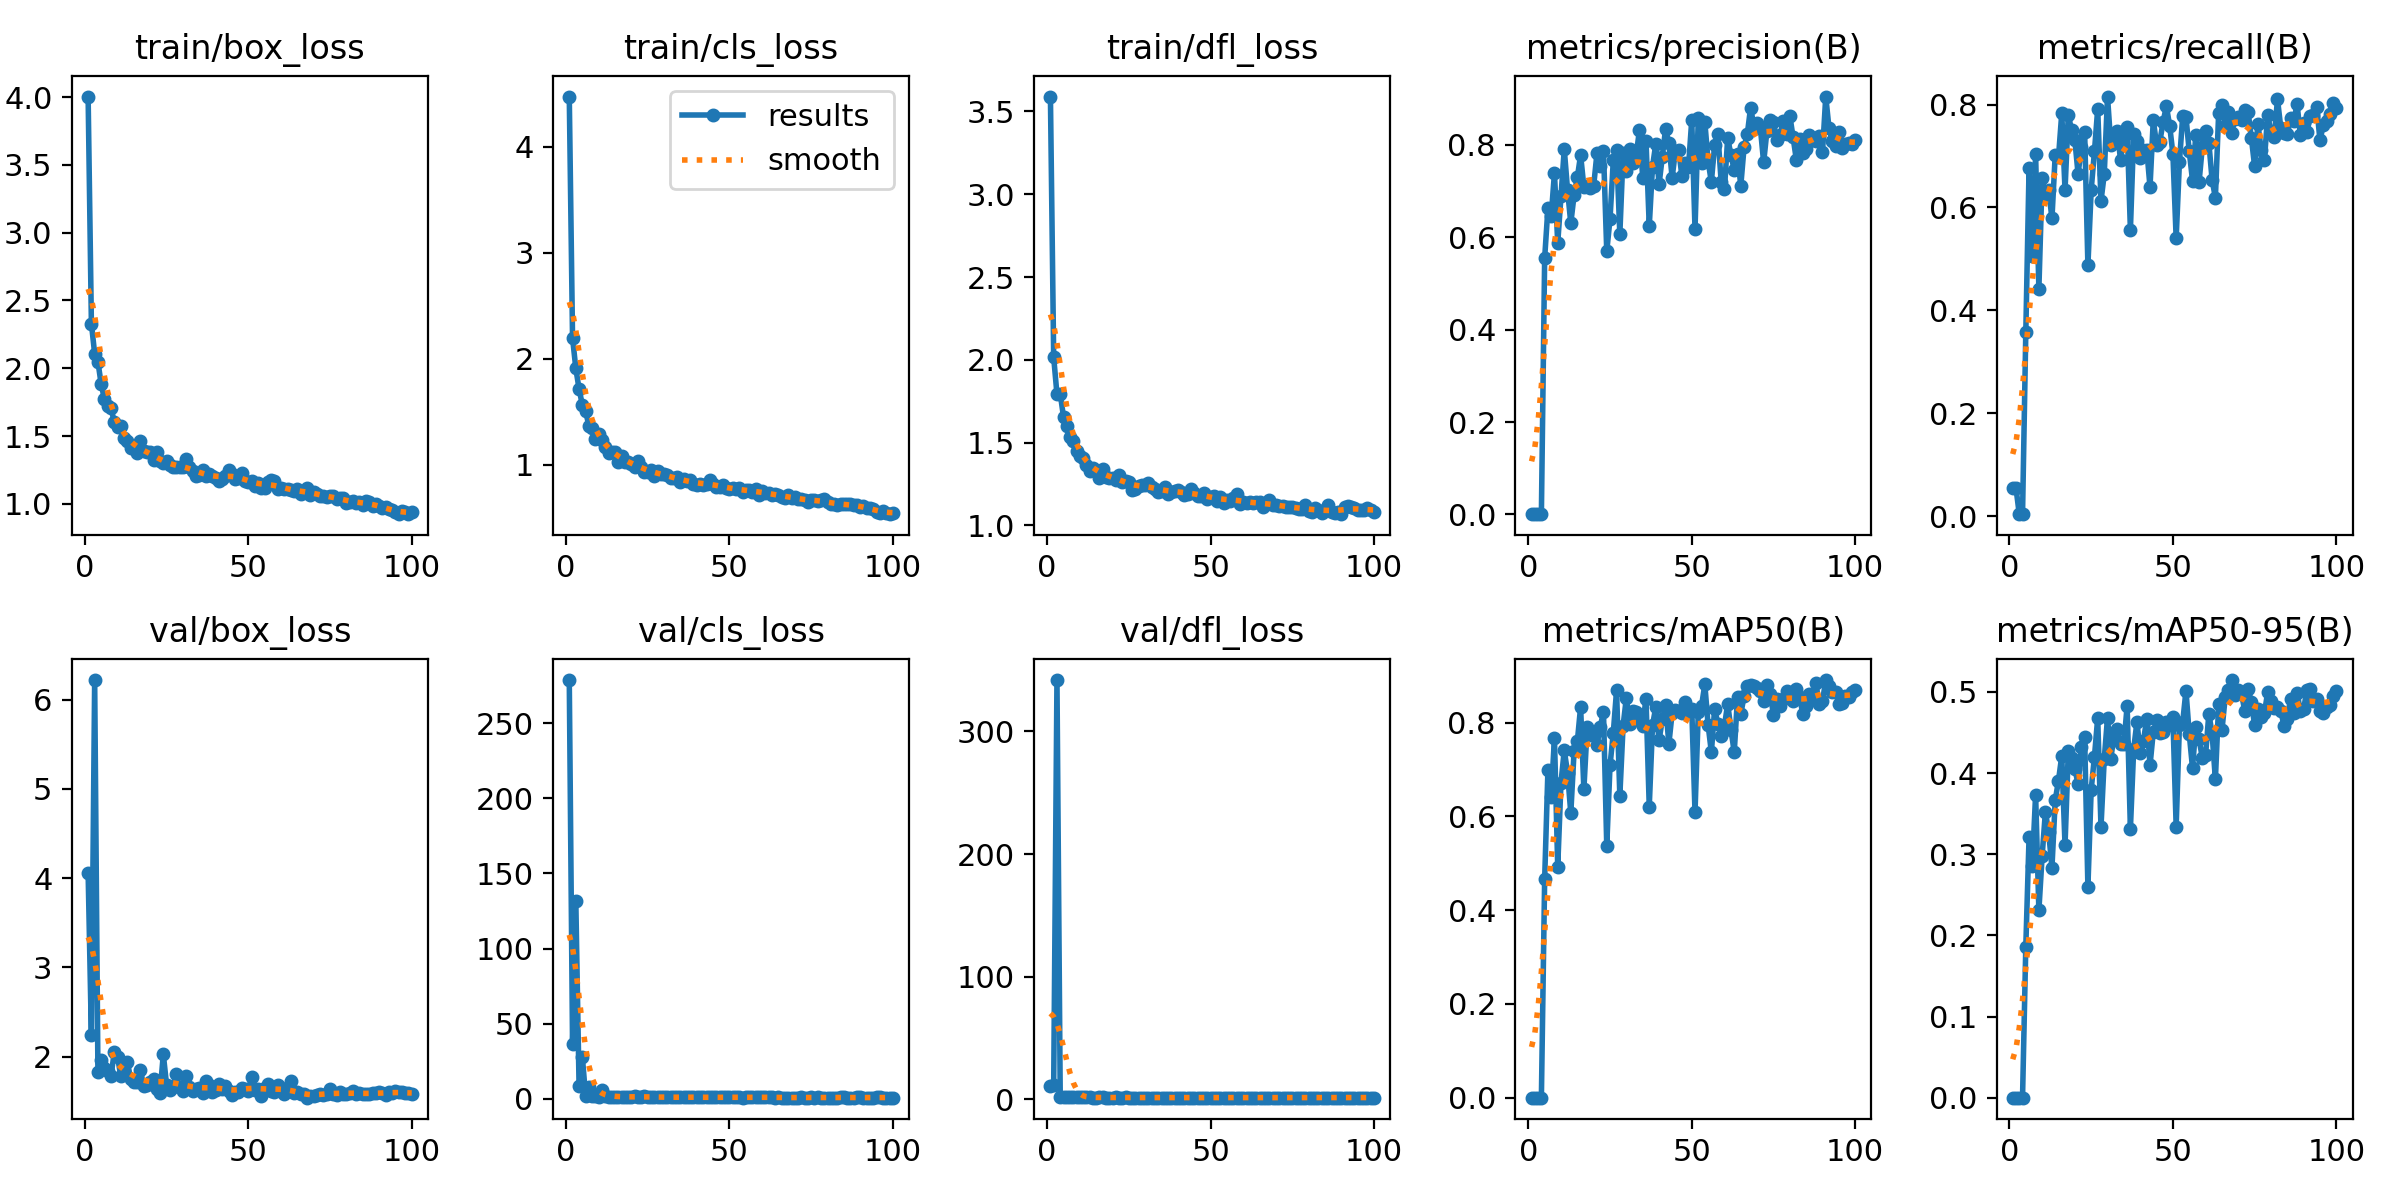 train/box_loss
4.0
3.5
3.0
2.5
2.0
1.5
1.0
0 50 100
train/cls_loss
results
smooth
4
3
2
1
0 50 100
train/dfl_loss
3.5
3.0
2.5
2.0
1.5
1.0
0 50 100
metrics/precision(B)
0.8
0.6
0.4
0.2
0.0
0 50 100
metrics/recall(B)
0.8
0.6
0.4
0.2
0.0
0 50 100
val/box_loss
6
5
4
3
2
0 50 100
val/cls_loss
250
200
150
100
50
0
0 50 100
val/dfl_loss
300
200
100
0
0 50 100
metrics/mAP50(B)
0.8
0.6
0.4
0.2
0.0
0 50 100
metrics/mAP50-95(B)
0.5
0.4
0.3
0.2
0.1
0.0
0 50 100